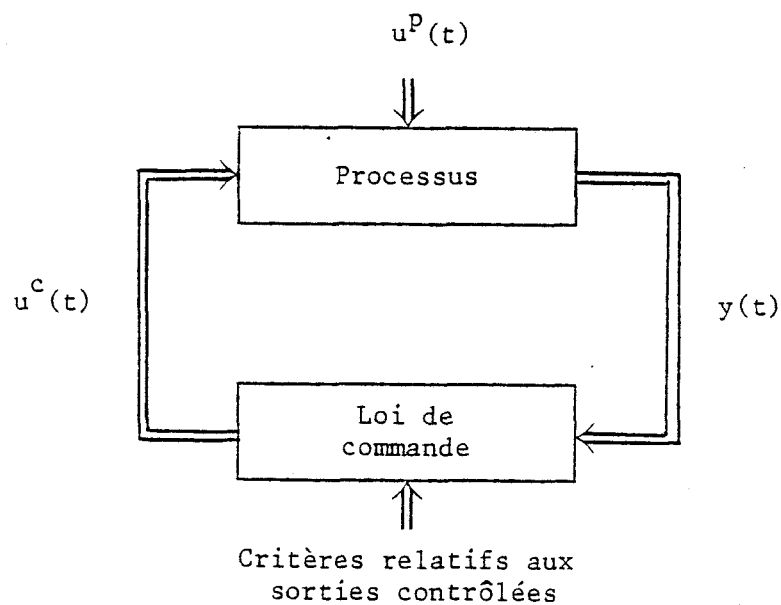 u^p(t)
Processus
u^c(t)
y(t)
Loi de
commande
Critères relatifs aux
sorties contrôlées